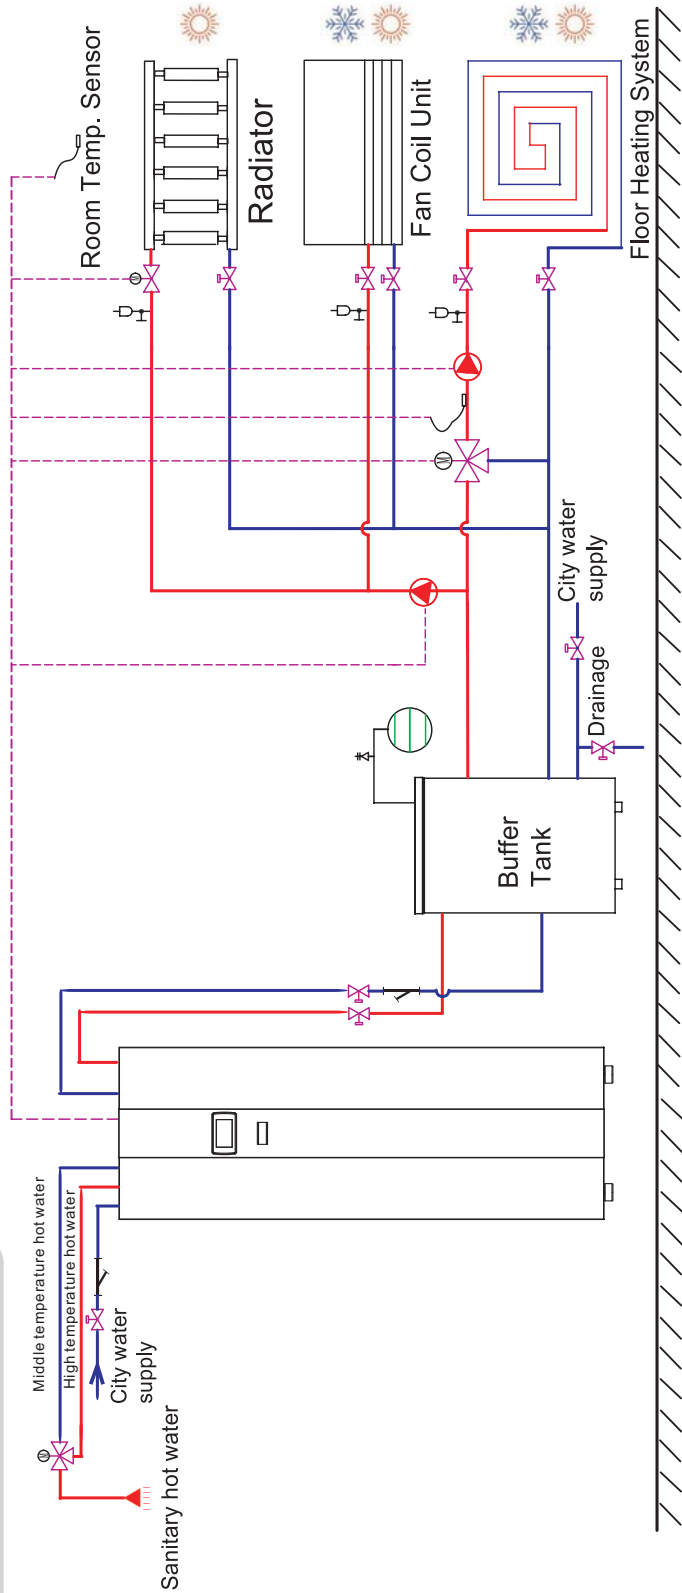 Sanitary hot water
Middle temperature hot water
High temperature hot water
City water
supply
Buffer
Tank
Drainage
City water
supply
Room Temp. Sensor
Radiator
Fan Coil Unit
Floor Heating System